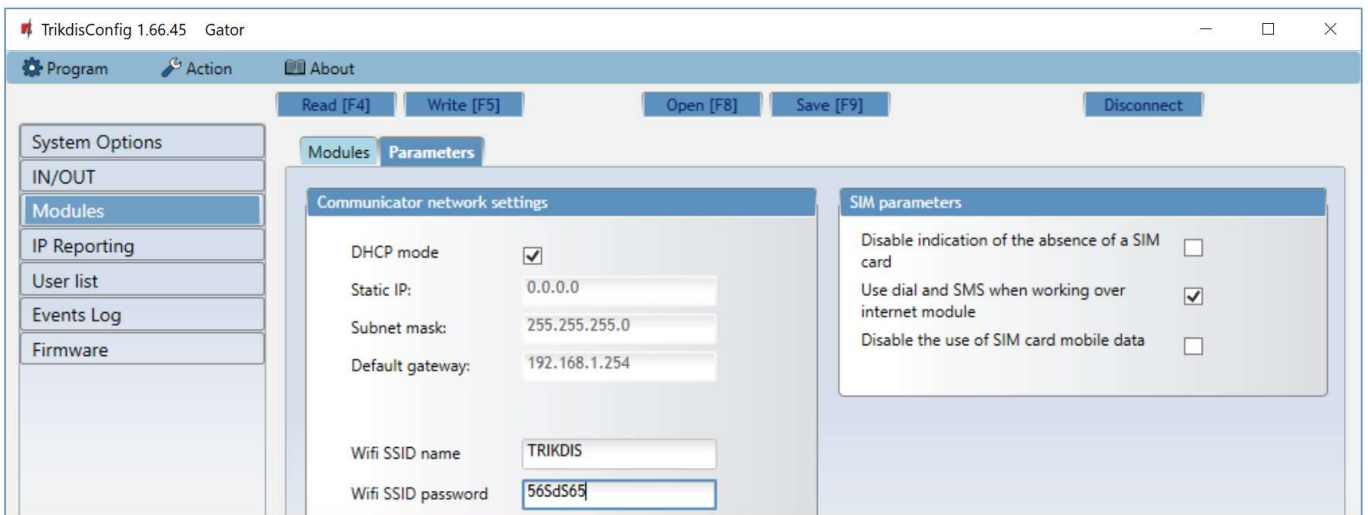 TrikdisConfig 1.66.45 Gator
Program Action About
Read [F4] Write [F5] Open [F8] Save [F9] Disconnect
System Options
IN/OUT
Modules
IP Reporting
User list
Events Log
Firmware
Modules Parameters
Communicator network settings
DHCP mode
Static IP: 0.0.0.0
Subnet mask: 255.255.255.0
Default gateway: 192.168.1.254
Wifi SSID name TRIKDIS
Wifi SSID password 56SdS65
SIM parameters
Disable indication of the absence of a SIM
card
Use dial and SMS when working over
internet module
Disable the use of SIM card mobile data